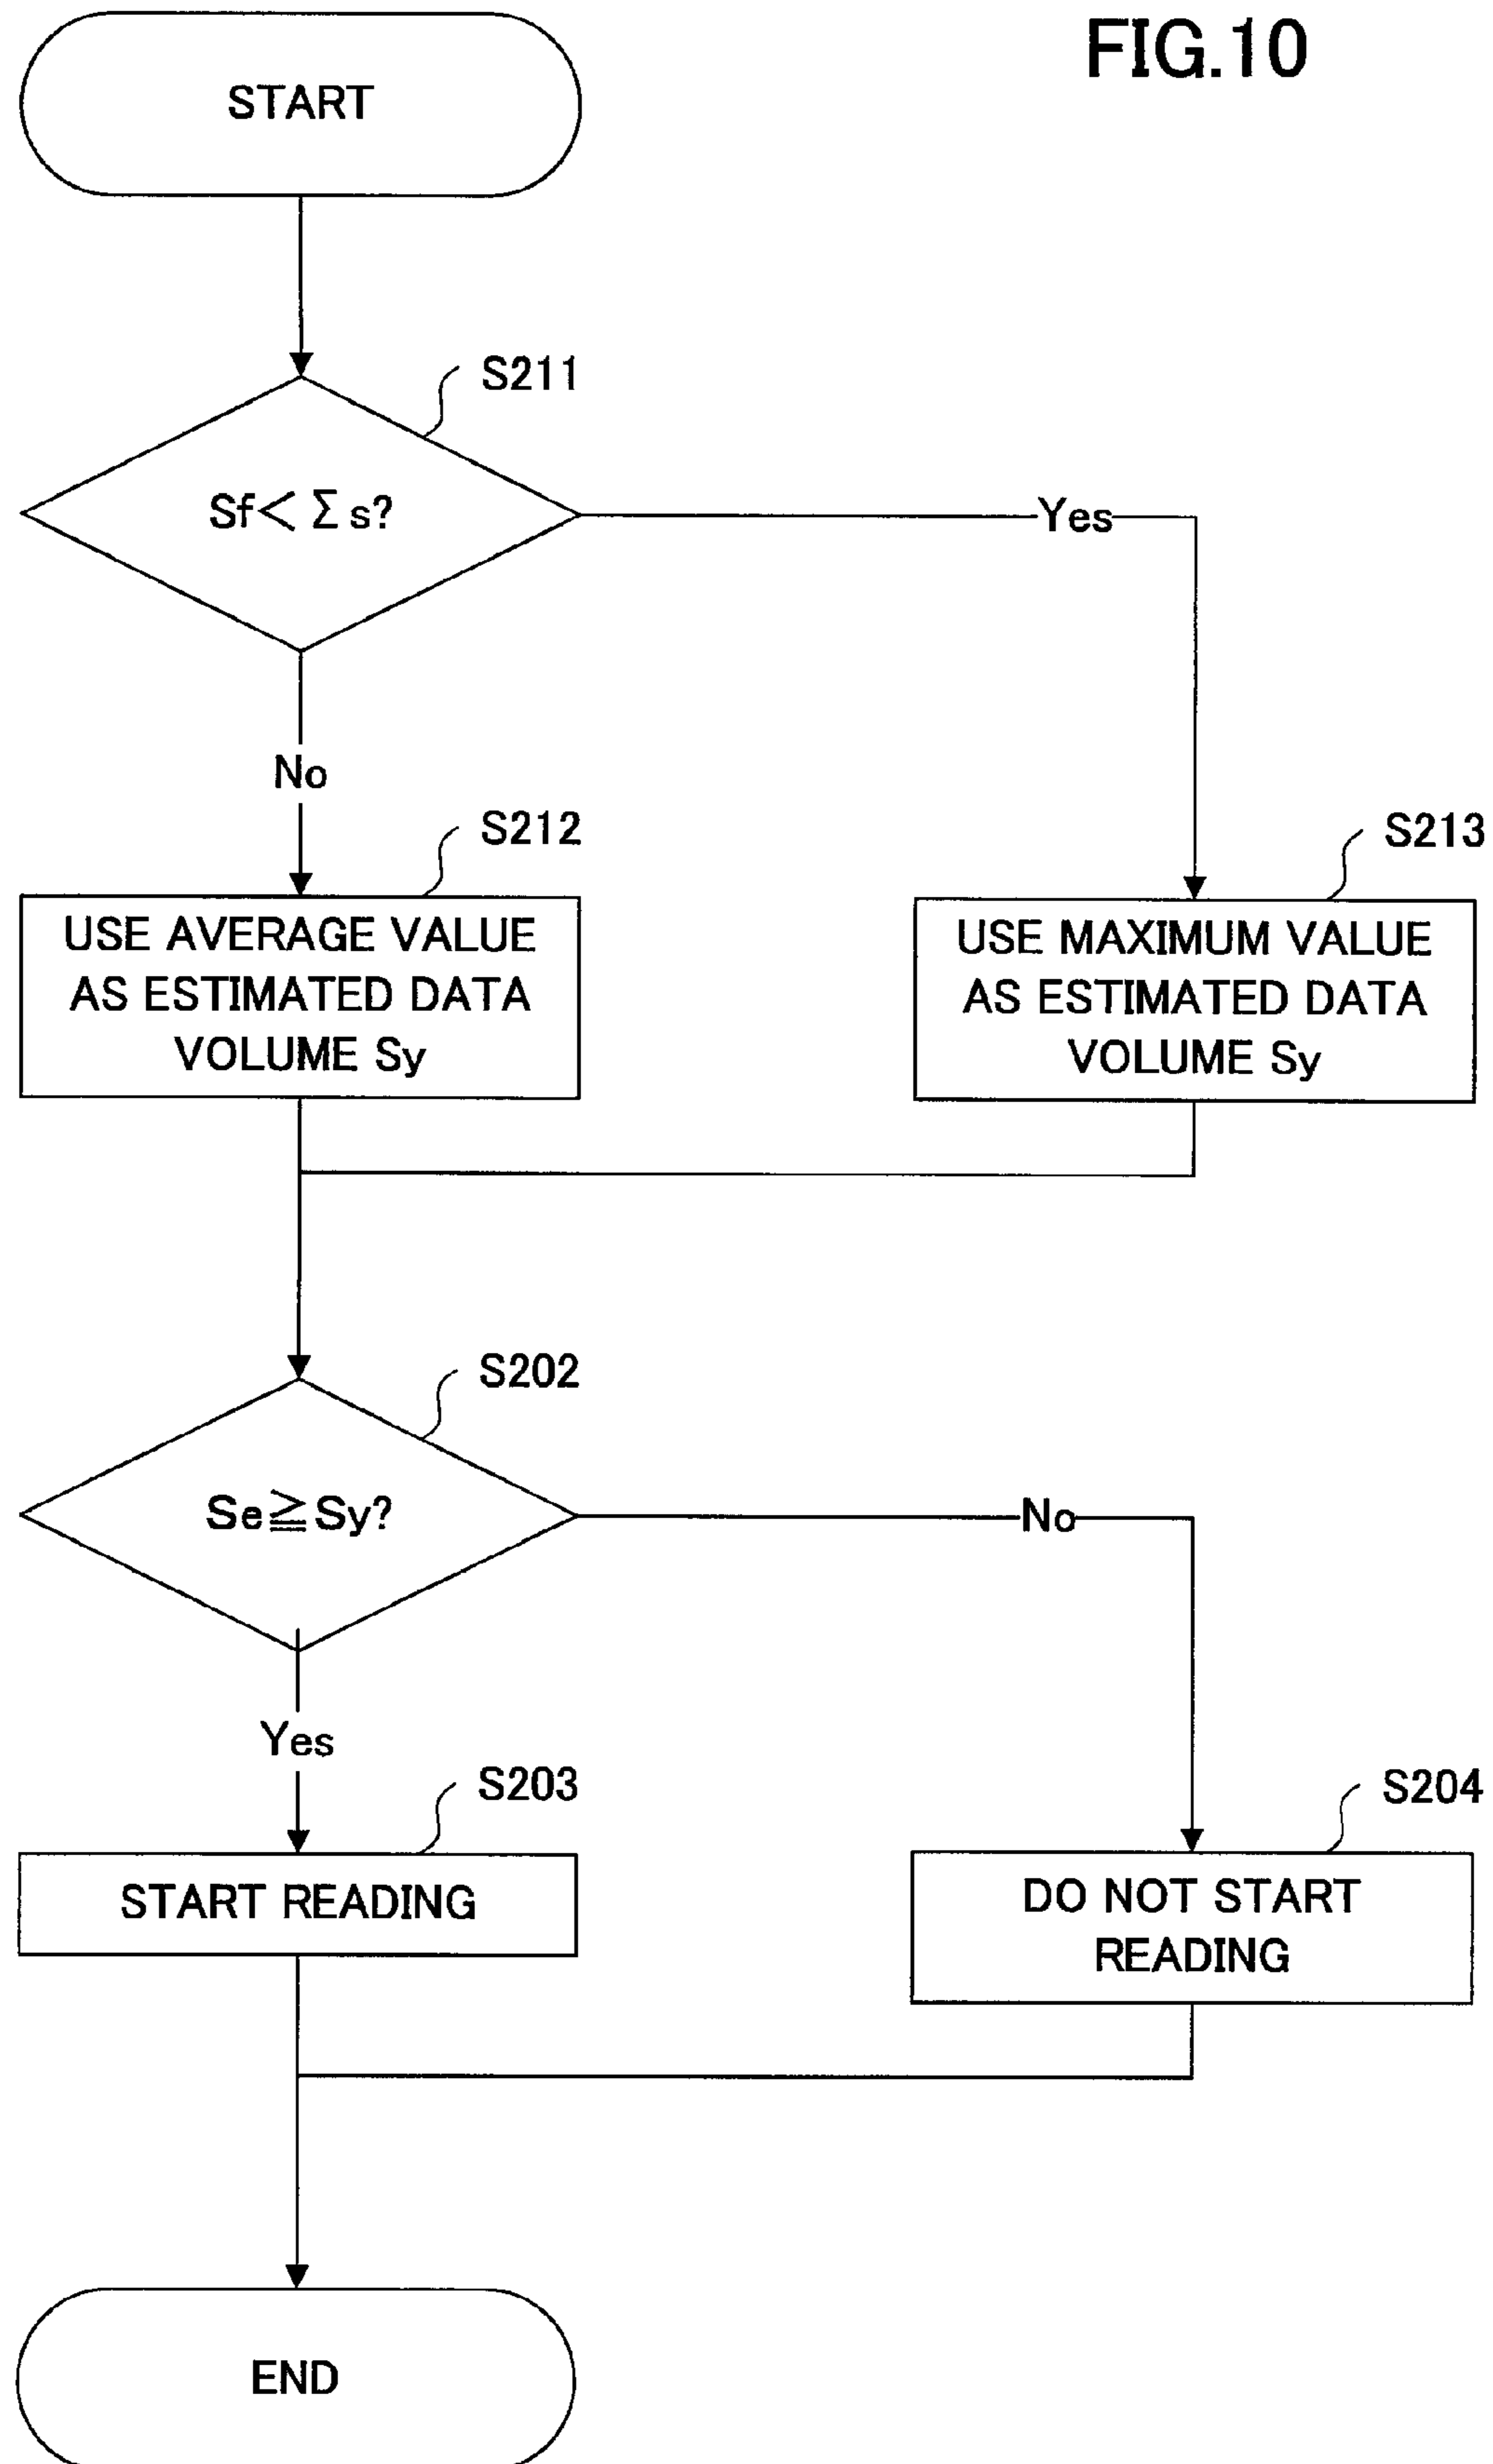 FIG.10
START
S211
Sf< Σs?
Yes
No
S212
USE AVERAGE VALUE
AS ESTIMATED DATA
VOLUME Sy
S213
USE MAXIMUM VALUE
AS ESTIMATED DATA
VOLUME Sy
S202
Se≧Sy?
No
Yes
S203
START READING
S204
DO NOT START
READING
END